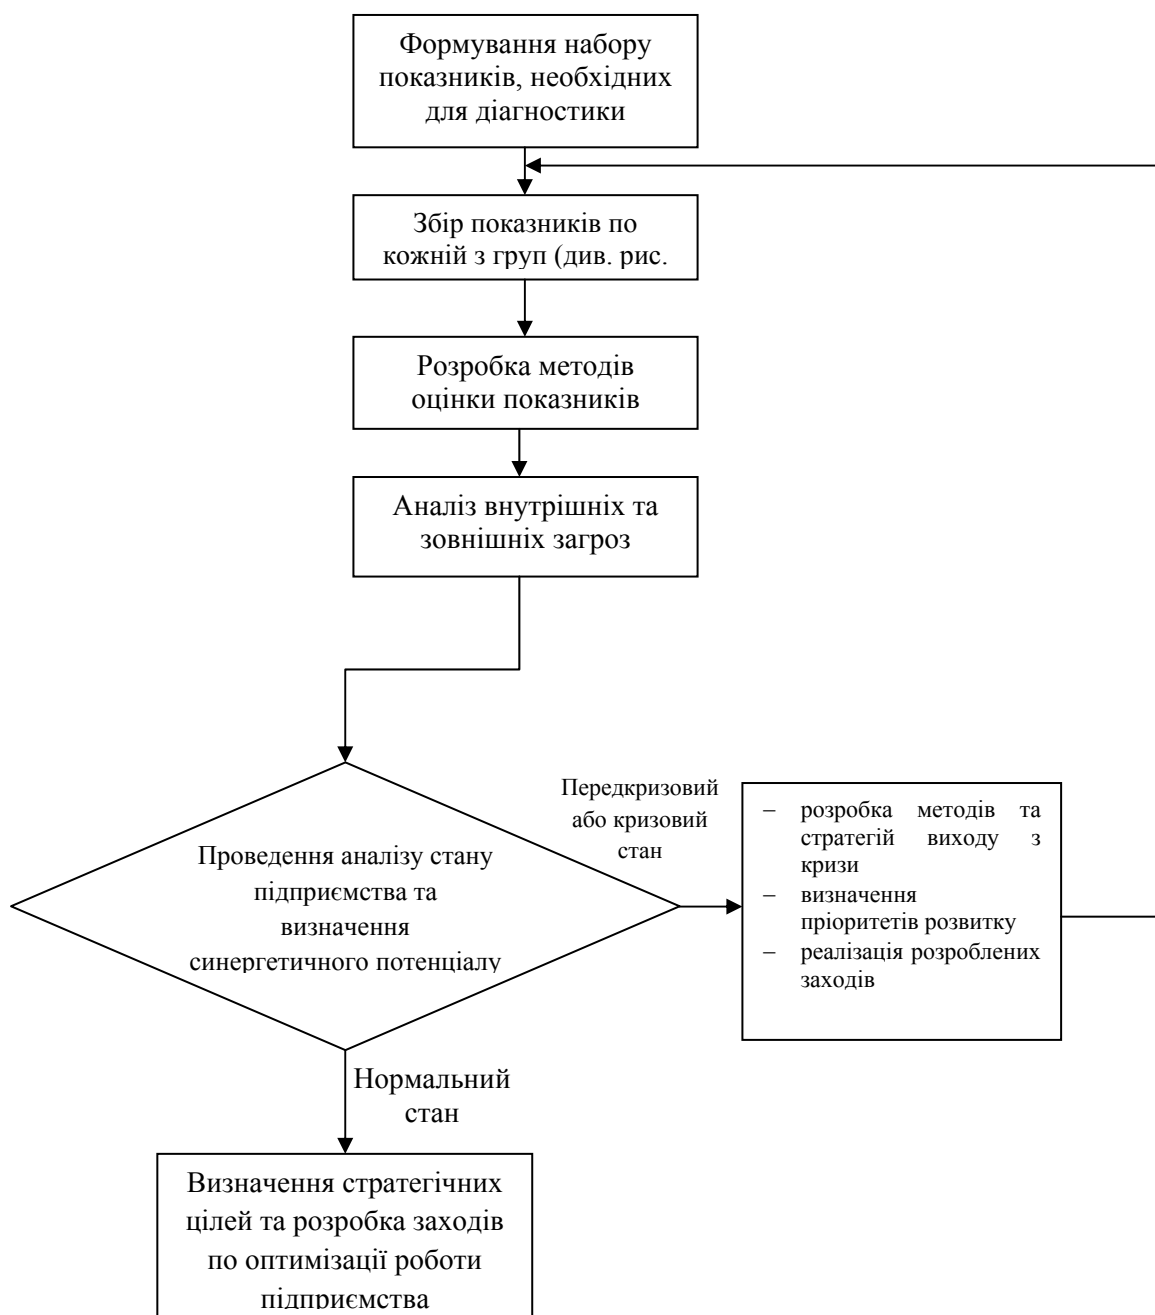 Формування набору
показників, необхідних
для діагностики
Збір показників по
кожній з груп (див. рис.
Розробка методів
оцінки показників
Аналіз внутрішніх та
зовнішніх загроз
Передкризовий
або кризовий
стан
Проведення аналізу стану
підприємства та
визначення
синергетичного потенціалу
– розробка методів та
стратегій виходу з
кризи
– визначення
пріоритетів розвитку
– реалізація розроблених
заходів
Нормальний
стан
Визначення стратегічних
цілей та розробка заходів
по оптимізації роботи
підприємства